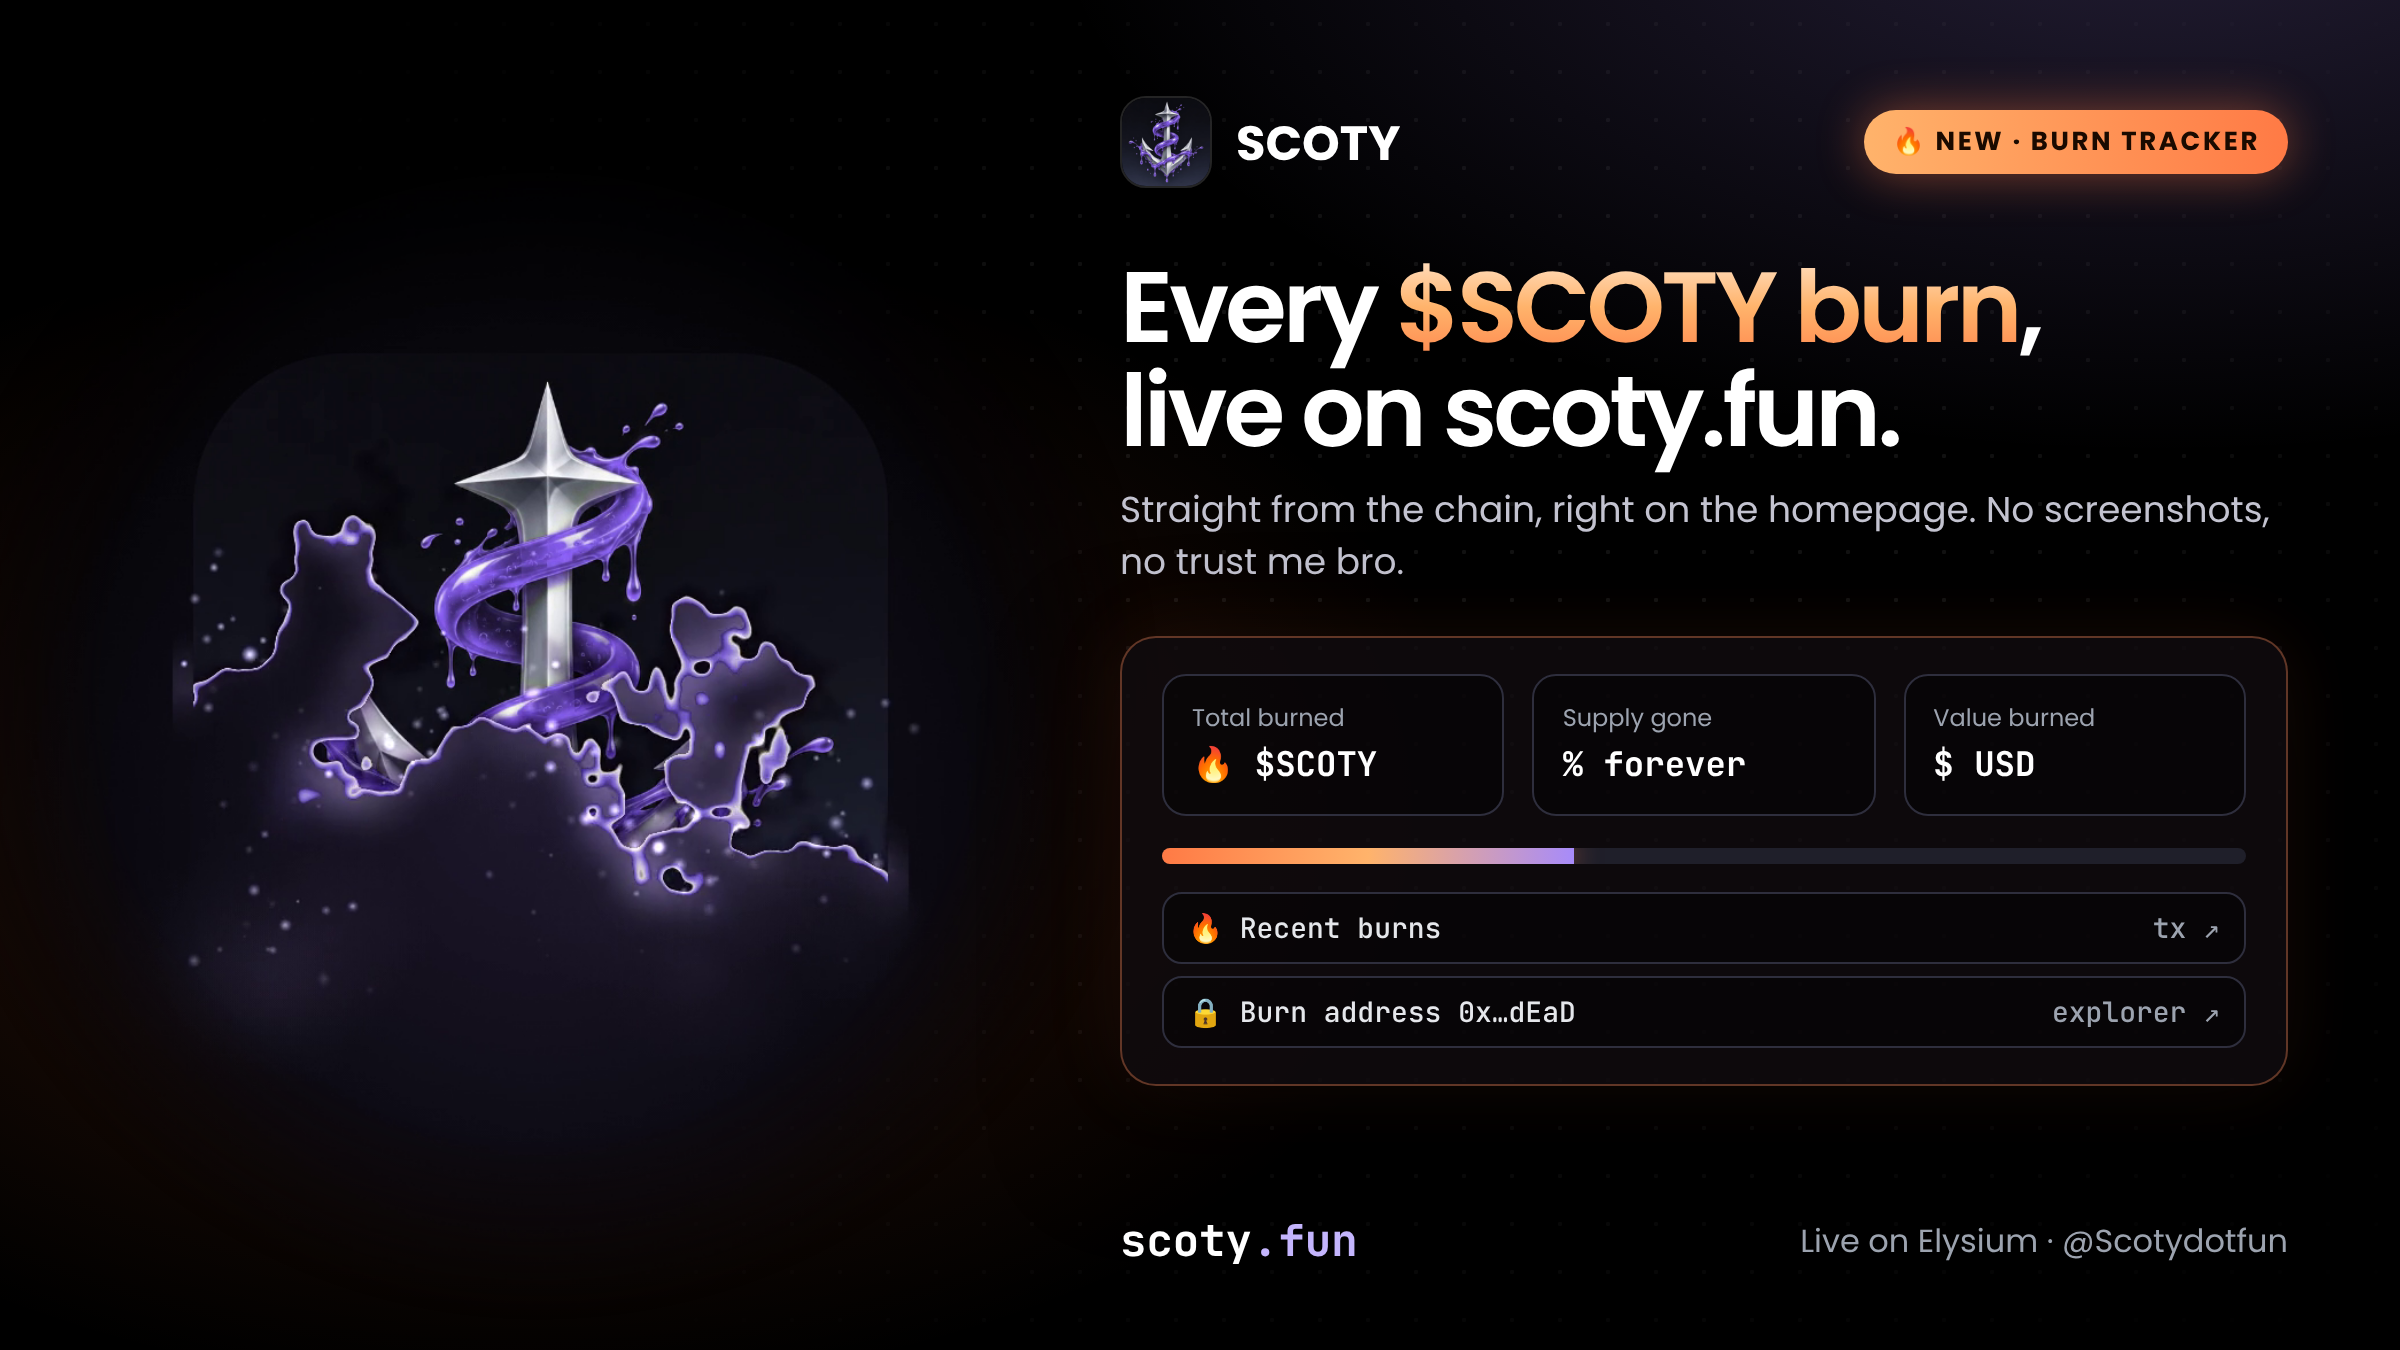 SCOTY
🔥 NEW · BURN TRACKER
Every $SCOTY burn,
live on scoty.fun.
Straight from the chain, right on the homepage. No screenshots,
no trust me bro.
Total burned
🔥 $SCOTY
Supply gone
% forever
Value burned
$ USD
🔥 Recent burns
tx ↗
🔒 Burn address 0x…dEaD
explorer ↗
scoty.fun
Live on Elysium · @Scotydotfun